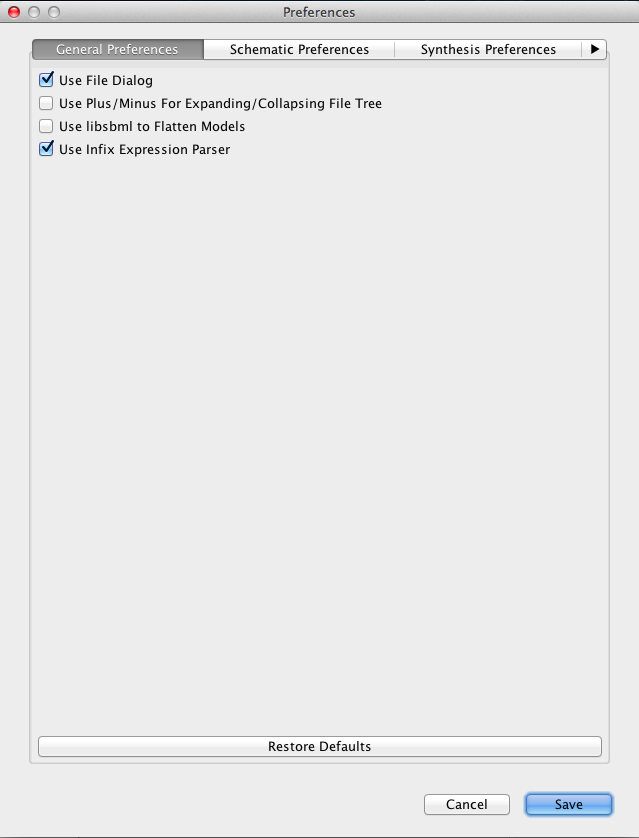 Preferences
General Preferences
Schematic Preferences
Synthesis Preferences
Use File Dialog
Use Plus/Minus For Expanding/Collapsing File Tree
Use libsbml to Flatten Models
Use Infix Expression Parser
Restore Defaults
Cancel
Save